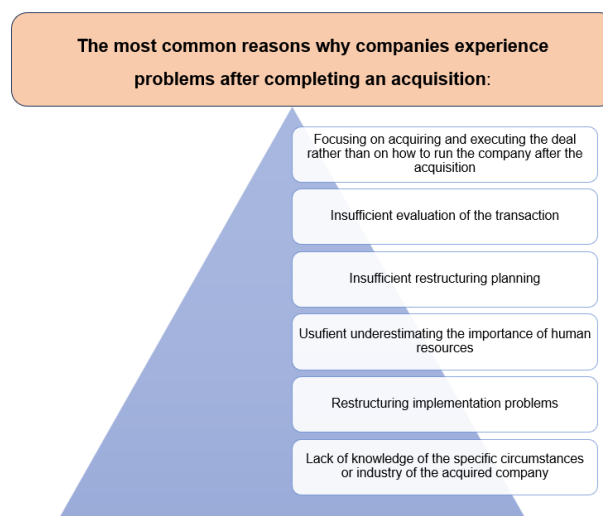 The most common reasons why companies experience
problems after completing an acquisition:
Focusing on acquiring and executing the deal
rather than on how to run the company after the
acquisition
Insufficient evaluation of the transaction
Insufficient restructuring planning
Usufient underestimating the importance of human
resources
Restructuring implementation problems
Lack of knowledge of the specific circumstances
or industry of the acquired company